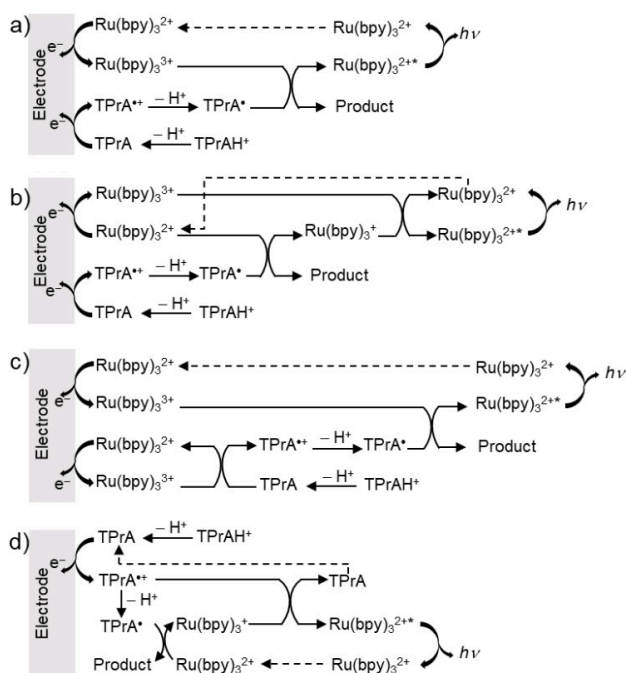 a) Ru(bpy)₃²⁺ Ru(bpy)₃²⁺ hν
e⁻ Ru(bpy)₃³⁺ Ru(bpy)₃²⁺*
Electrode
e⁻ TPrA•⁺ – H⁺ TPrA• Product
TPrA – H⁺ TPrAH⁺
b) Ru(bpy)₃³⁺ Ru(bpy)₃²⁺ hν
e⁻ Ru(bpy)₃²⁺ Ru(bpy)₃⁺ Ru(bpy)₃²⁺*
Electrode
e⁻ TPrA•⁺ – H⁺ TPrA• Product
TPrA – H⁺ TPrAH⁺
c) Ru(bpy)₃²⁺ Ru(bpy)₃²⁺ hν
e⁻ Ru(bpy)₃³⁺ Ru(bpy)₃²⁺*
Electrode
Ru(bpy)₃²⁺ TPrA•⁺ – H⁺ TPrA• Product
e⁻ Ru(bpy)₃³⁺ TPrA – H⁺ TPrAH⁺
d) TPrA – H⁺ TPrAH⁺
e⁻ TPrA•⁺ TPrA
Electrode
– H⁺
TPrA• Ru(bpy)₃⁺ Ru(bpy)₃²⁺*
Product Ru(bpy)₃²⁺ Ru(bpy)₃²⁺ hν